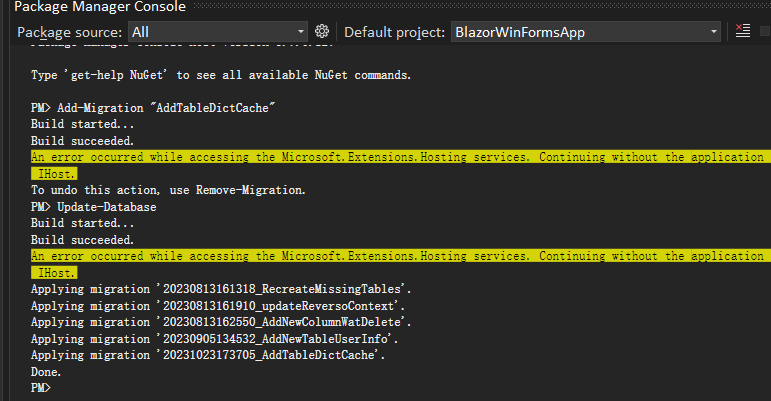 Package Manager Console
Package source: All Default project: BlazorWinFormsApp
Type 'get-help NuGet' to see all available NuGet commands.
PM> Add-Migration "AddTableDictCache"
Build started...
Build succeeded.
An error occurred while accessing the Microsoft.Extensions.Hosting services. Continuing without the application
IHost.
To undo this action, use Remove-Migration.
PM> Update-Database
Build started...
Build succeeded.
An error occurred while accessing the Microsoft.Extensions.Hosting services. Continuing without the application
IHost.
Applying migration '20230813161318_RecreateMissingTables'.
Applying migration '20230813161910_updateReversoContext'.
Applying migration '20230813162550_AddNewColumnWatDelete'.
Applying migration '20230905134532_AddNewTableUserInfo'.
Applying migration '20231023173705_AddTableDictCache'.
Done.
PM>